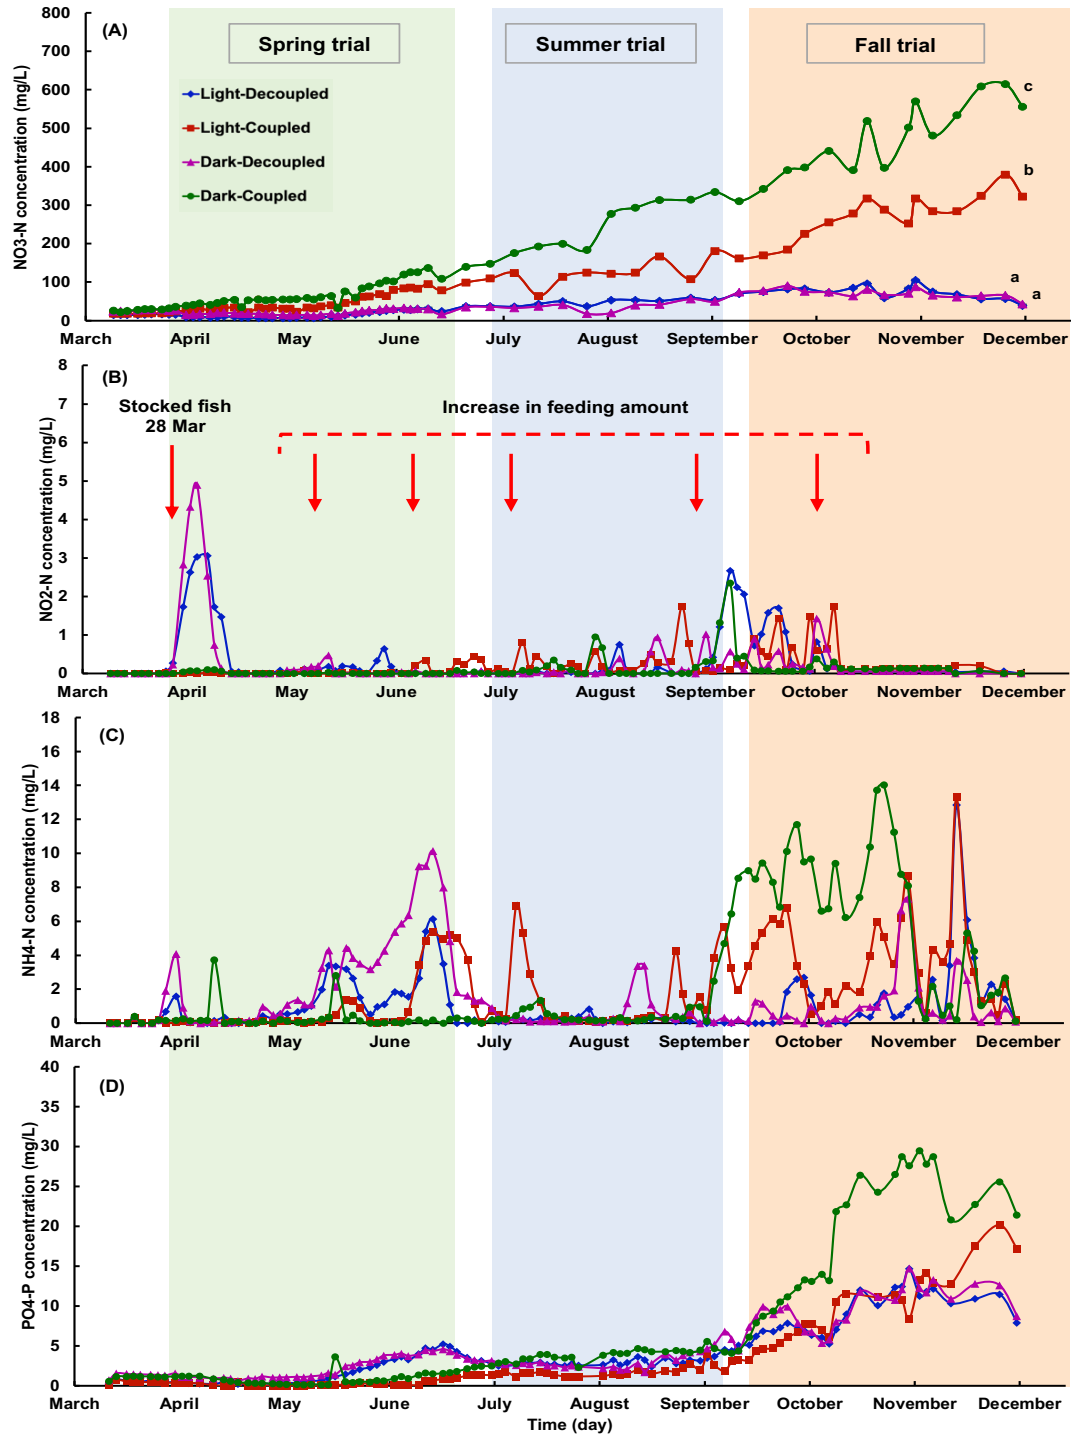 (A)
Spring trial
Summer trial
Fall trial
Light-Decoupled
Light-Coupled
Dark-Decoupled
Dark-Coupled
c
b
a
a
NO3-N concentration (mg/L)
800
700
600
500
400
300
200
100
0
March April May June July August September October November December
(B)
Stocked fish
28 Mar
Increase in feeding amount
NO2-N concentration (mg/L)
8
7
6
5
4
3
2
1
0
March April May June July August September October November December
(C)
NH4-N concentration (mg/L)
18
16
14
12
10
8
6
4
2
0
March April May June July August September October November December
(D)
PO4-P concentration (mg/L)
40
35
30
25
20
15
10
5
0
March April May June July August September October November December
Time (day)